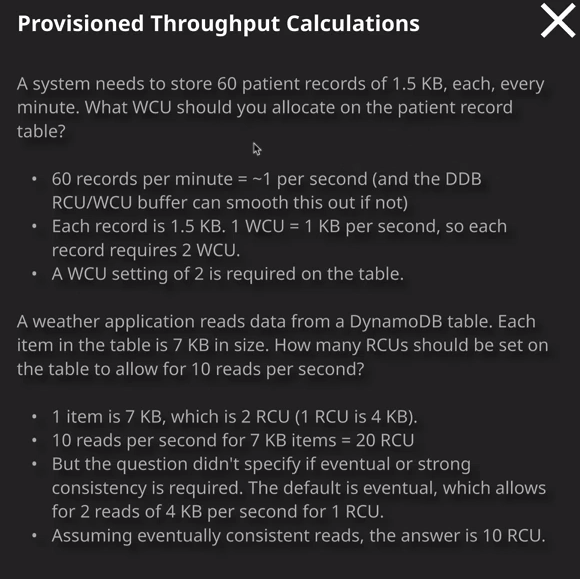 Provisioned Throughput Calculations
A system needs to store 60 patient records of 1.5 KB, each, every
minute. What WCU should you allocate on the patient record
table?
• 60 records per minute = ~1 per second (and the DDB
RCU/WCU buffer can smooth this out if not)
• Each record is 1.5 KB. 1 WCU = 1 KB per second, so each
record requires 2 WCU.
• A WCU setting of 2 is required on the table.
A weather application reads data from a DynamoDB table. Each
item in the table is 7 KB in size. How many RCUs should be set on
the table to allow for 10 reads per second?
• 1 item is 7 KB, which is 2 RCU (1 RCU is 4 KB).
• 10 reads per second for 7 KB items = 20 RCU
• But the question didn't specify if eventual or strong
consistency is required. The default is eventual, which allows
for 2 reads of 4 KB per second for 1 RCU.
• Assuming eventually consistent reads, the answer is 10 RCU.